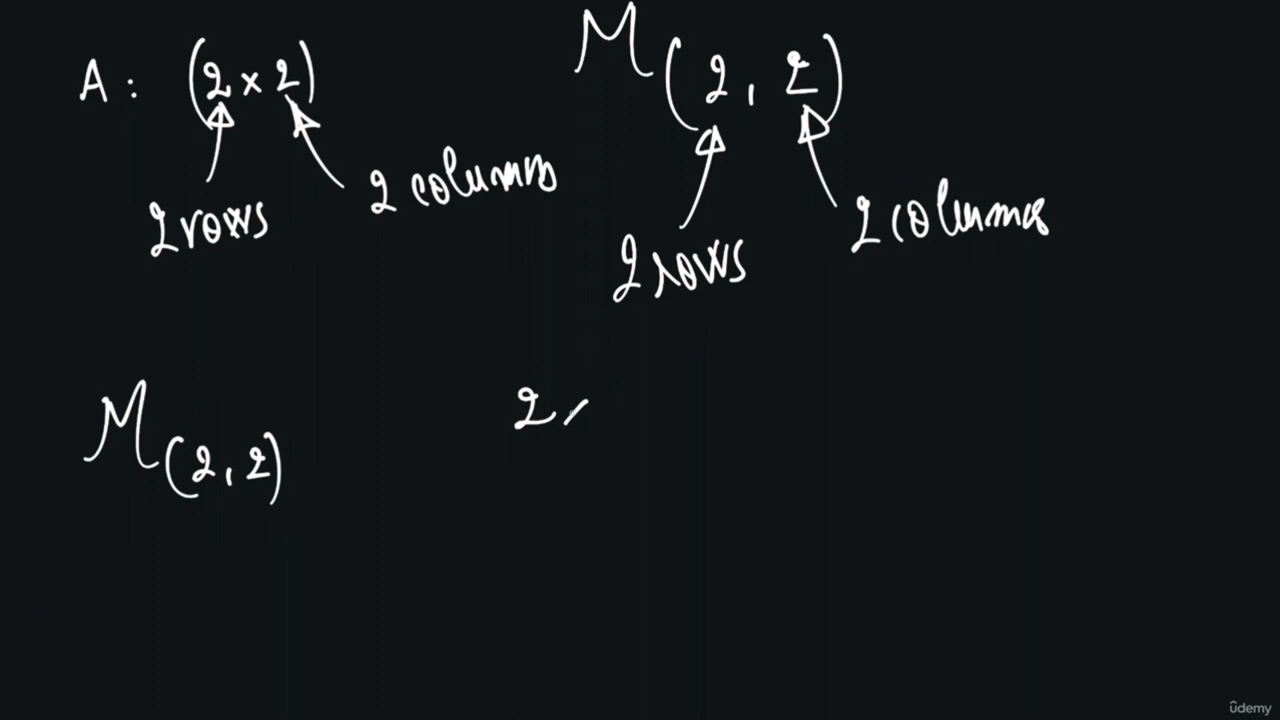 A: (2 × 2)
M(2, 2)
2 rows
2 columns
2 rows
2 columns
M(2, 2)
2
ûdemy